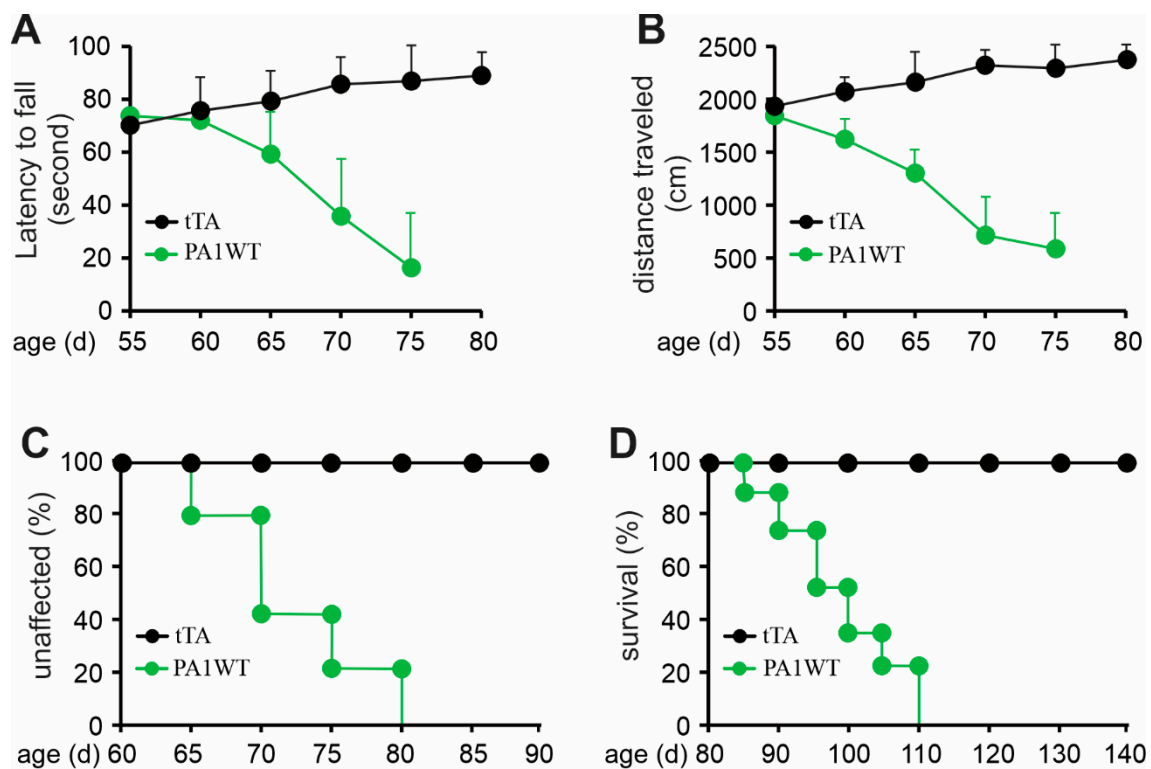 A
Latency to fall
(second)
100
80
60
40
20
0
tTA
PA1WT
age (d) 55 60 65 70 75 80
B
distance traveled
(cm)
2500
2000
1500
1000
500
0
tTA
PA1WT
age (d) 55 60 65 70 75 80
C
unaffected (%)
100
80
60
40
20
0
tTA
PA1WT
age (d) 60 65 70 75 80 85 90
D
survival (%)
100
80
60
40
20
0
tTA
PA1WT
age (d) 80 90 100 110 120 130 140